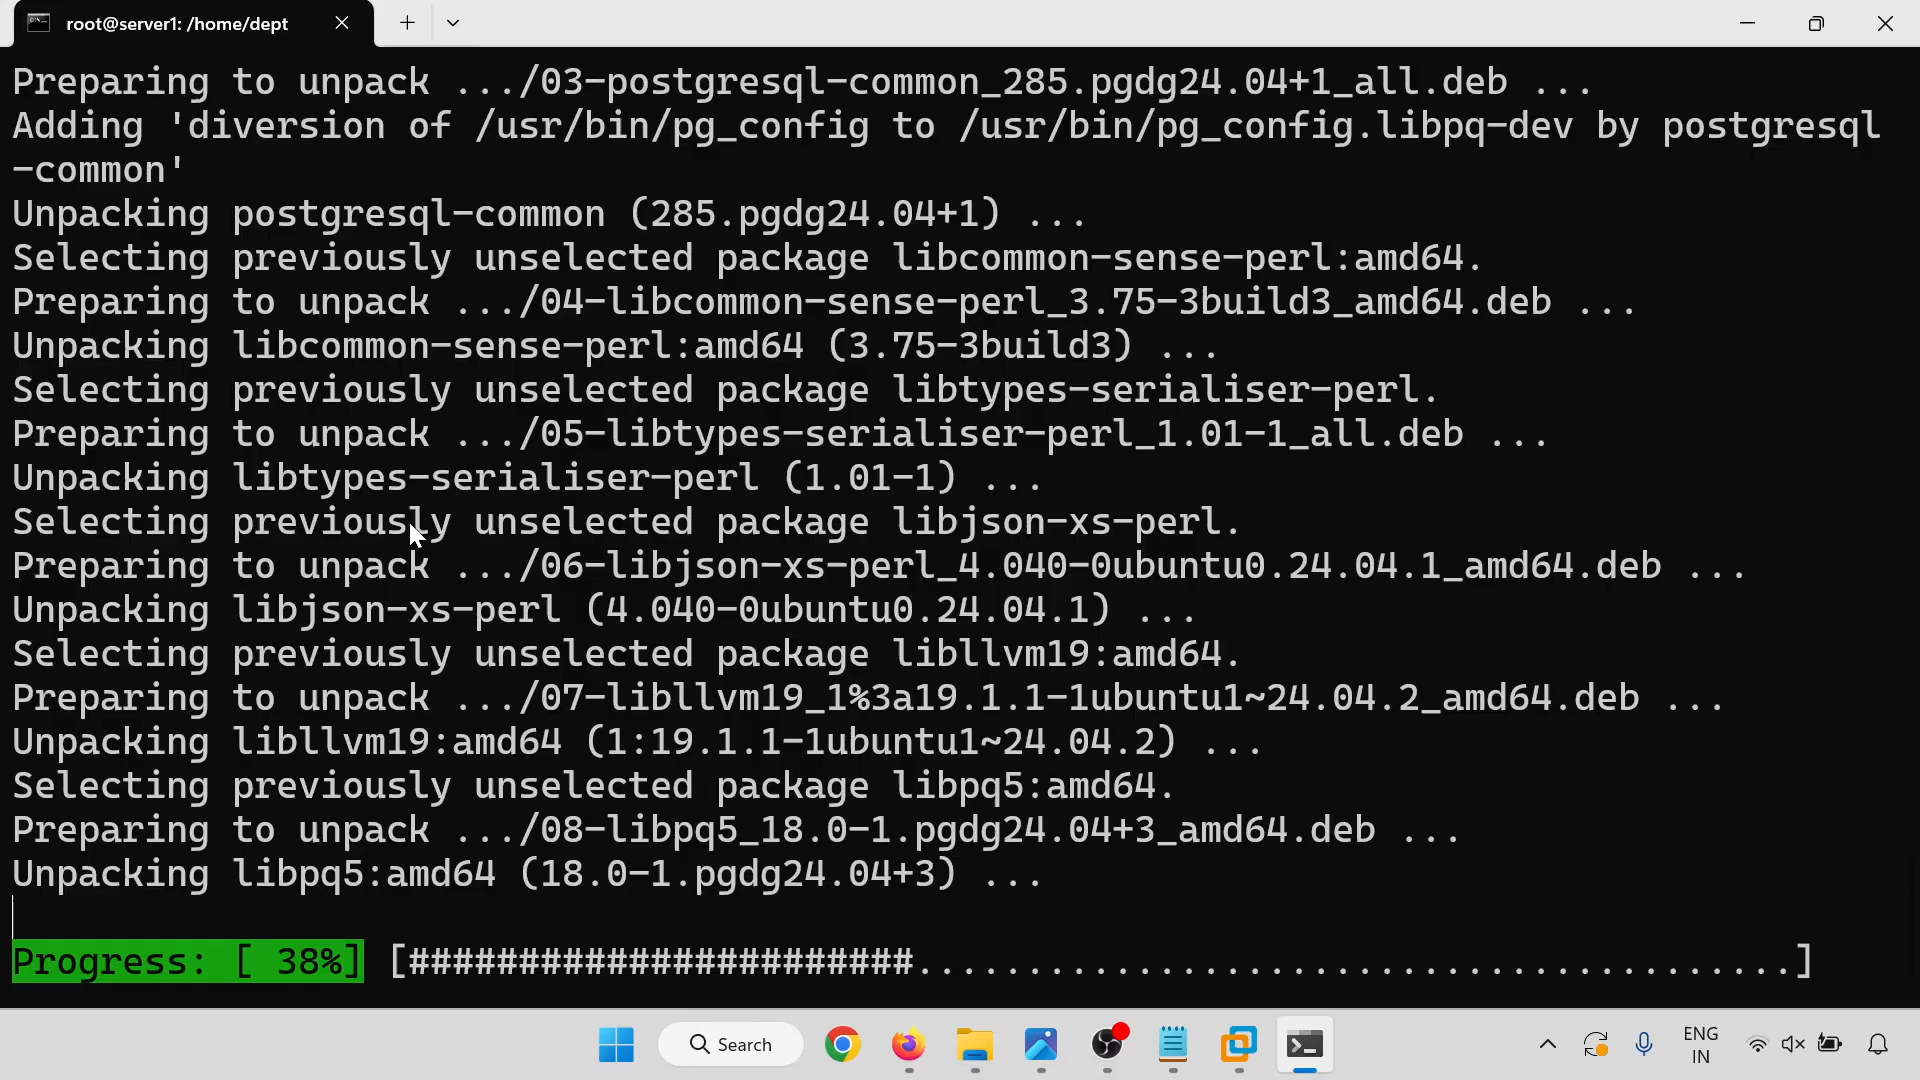 root@server1: /home/dept
Preparing to unpack .../03-postgresql-common_285.pgdg24.04+1_all.deb ...
Adding 'diversion of /usr/bin/pg_config to /usr/bin/pg_config.libpq-dev by postgresql
-common'
Unpacking postgresql-common (285.pgdg24.04+1) ...
Selecting previously unselected package libcommon-sense-perl:amd64.
Preparing to unpack .../04-libcommon-sense-perl_3.75-3build3_amd64.deb ...
Unpacking libcommon-sense-perl:amd64 (3.75-3build3) ...
Selecting previously unselected package libtypes-serialiser-perl.
Preparing to unpack .../05-libtypes-serialiser-perl_1.01-1_all.deb ...
Unpacking libtypes-serialiser-perl (1.01-1) ...
Selecting previously unselected package libjson-xs-perl.
Preparing to unpack .../06-libjson-xs-perl_4.040-0ubuntu0.24.04.1_amd64.deb ...
Unpacking libjson-xs-perl (4.040-0ubuntu0.24.04.1) ...
Selecting previously unselected package libllvm19:amd64.
Preparing to unpack .../07-libllvm19_1%3a19.1.1-1ubuntu1~24.04.2_amd64.deb ...
Unpacking libllvm19:amd64 (1:19.1.1-1ubuntu1~24.04.2) ...
Selecting previously unselected package libpq5:amd64.
Preparing to unpack .../08-libpq5_18.0-1.pgdg24.04+3_amd64.deb ...
Unpacking libpq5:amd64 (18.0-1.pgdg24.04+3) ...
Progress: [ 38%] [#######################........................................]
Search
ENG
IN